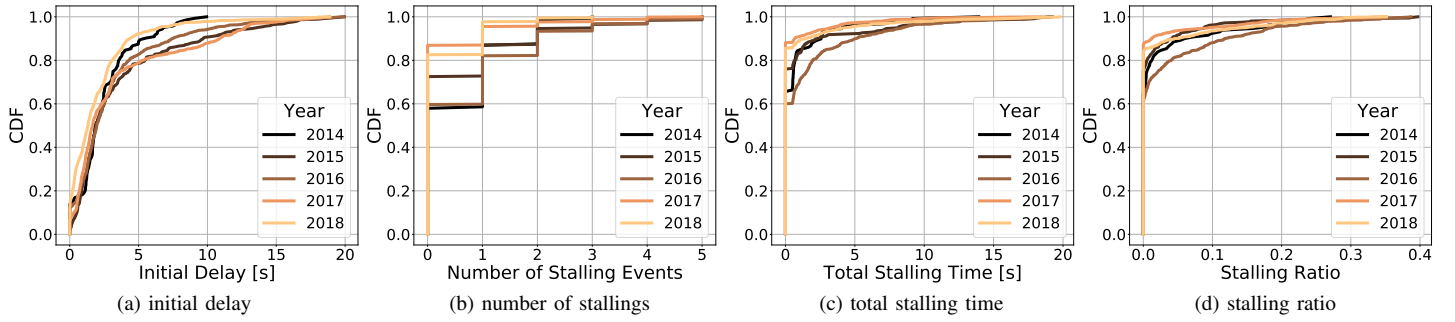 CDF
1.0
0.8
0.6
0.4
0.2
0.0
Year
2014
2015
2016
2017
2018
0 5 10 15 20
Initial Delay [s]
(a) initial delay
CDF
1.0
0.8
0.6
0.4
0.2
0.0
Year
2014
2015
2016
2017
2018
0 1 2 3 4 5
Number of Stalling Events
(b) number of stallings
CDF
1.0
0.8
0.6
0.4
0.2
0.0
Year
2014
2015
2016
2017
2018
0 5 10 15 20
Total Stalling Time [s]
(c) total stalling time
CDF
1.0
0.8
0.6
0.4
0.2
0.0
Year
2014
2015
2016
2017
2018
0.0 0.1 0.2 0.3 0.4
Stalling Ratio
(d) stalling ratio